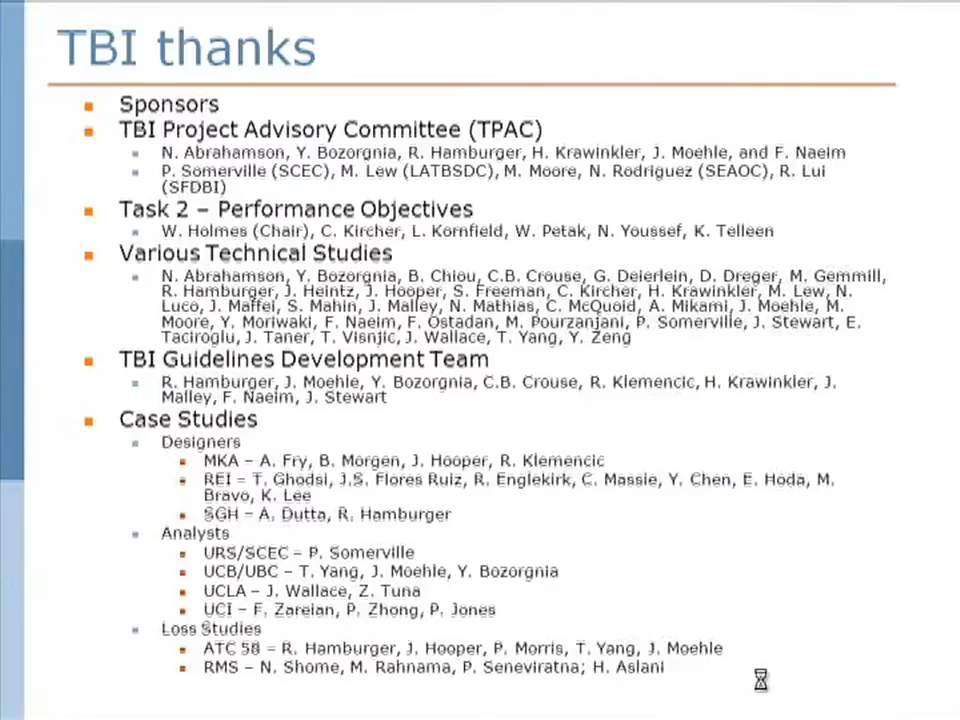 TBI thanks
Sponsors
TBI Project Advisory Committee (TPAC)
N. Abrahamson, Y. Bozorgnia, R. Hamburger, H. Krawinkler, J. Moehle, and F. Naeim
P. Somerville (SCEC), M. Lew (LATBSDC), M. Moore, N. Rodriguez (SEAOC), R. Lui
(SFDBI)
Task 2 – Performance Objectives
W. Holmes (Chair), C. Kircher, L. Kornfield, W. Petak, N. Youssef, K. Telleen
Various Technical Studies
N. Abrahamson, Y. Bozorgnia, B. Chiou, C.B. Crouse, G. Deierlein, D. Dreger, M. Gemmill,
R. Hamburger, J. Heintz, J. Hooper, S. Freeman, C. Kircher, H. Krawinkler, M. Lew, N.
Luco, J. Maffei, S. Mahin, J. Malley, N. Mathias, C. McQuoid, A. Mikami, J. Moehle, M.
Moore, Y. Moriwaki, F. Naeim, F. Ostadan, M. Pourzanjani, P. Somerville, J. Stewart, E.
Taciroglu, J. Taner, T. Visnjic, J. Wallace, T. Yang, Y. Zeng
TBI Guidelines Development Team
R. Hamburger, J. Moehle, Y. Bozorgnia, C.B. Crouse, R. Klemencic, H. Krawinkler, J.
Malley, F. Naeim, J. Stewart
Case Studies
Designers
MKA – A. Fry, B. Morgen, J. Hooper, R. Klemencic
REI – T. Ghodsi, J.S. Flores Ruiz, R. Englekirk, C. Massie, Y. Chen, E. Hoda, M.
Bravo, K. Lee
SGH – A. Dutta, R. Hamburger
Analysts
URS/SCEC – P. Somerville
UCB/UBC – T. Yang, J. Moehle, Y. Bozorgnia
UCLA – J. Wallace, Z. Tuna
UCI – F. Zareian, P. Zhong, P. Jones
Loss Studies
ATC 58 – R. Hamburger, J. Hooper, P. Morris, T. Yang, J. Moehle
RMS – N. Shome, M. Rahnama, P. Seneviratna; H. Aslani